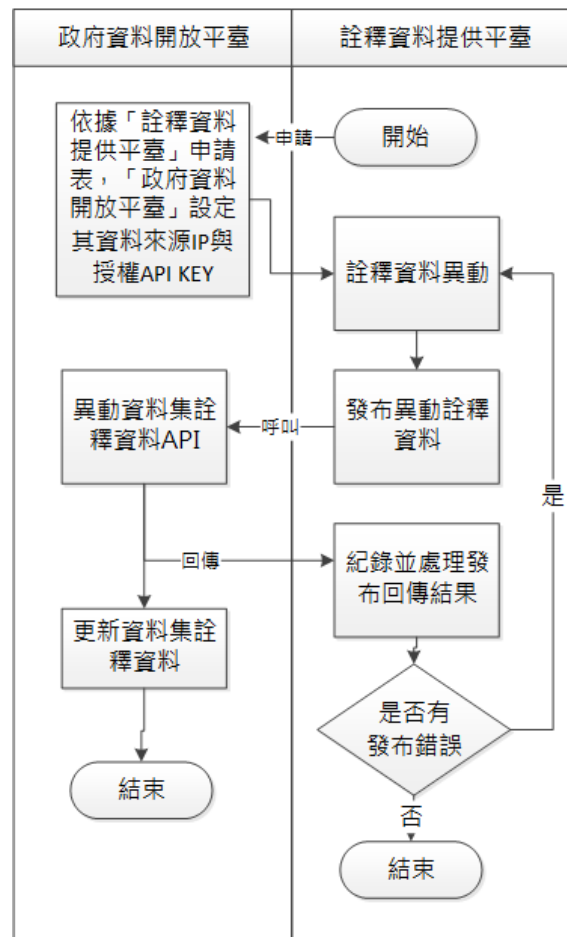 政府資料開放平臺
詮釋資料提供平臺
開始
申請
依據「詮釋資料
提供平臺」申請
表，「政府資料
開放平臺」設定
其資料來源IP與
授權API KEY
詮釋資料異動
發布異動詮釋
資料
呼叫
異動資料集詮
釋資料API
回傳
紀錄並處理發
布回傳結果
更新資料集詮
釋資料
是否有
發布錯誤
是
否
結束
結束